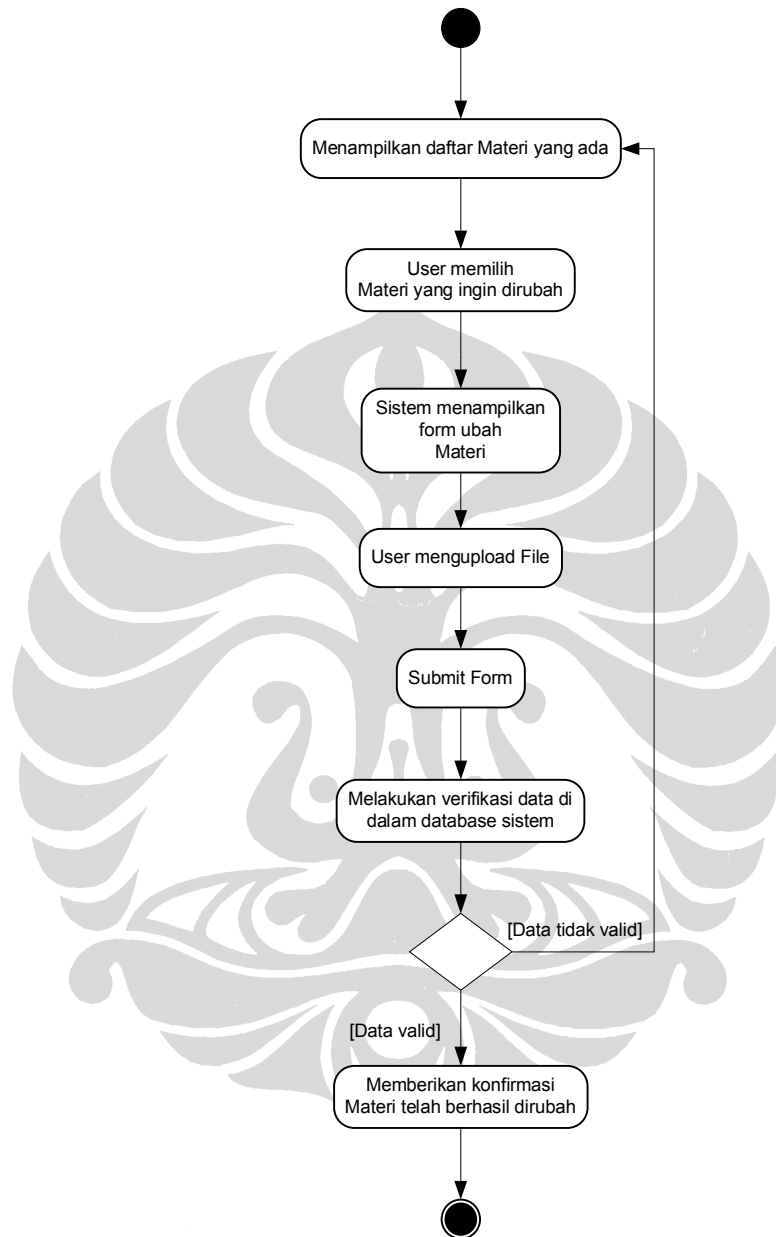 Menampilkan daftar Materi yang ada
User memilih
Materi yang ingin dirubah
Sistem menampilkan
form ubah
Materi
User mengupload File
Submit Form
Melakukan verifikasi data di
dalam database sistem
[Data tidak valid]
[Data valid]
Memberikan konfirmasi
Materi telah berhasil dirubah